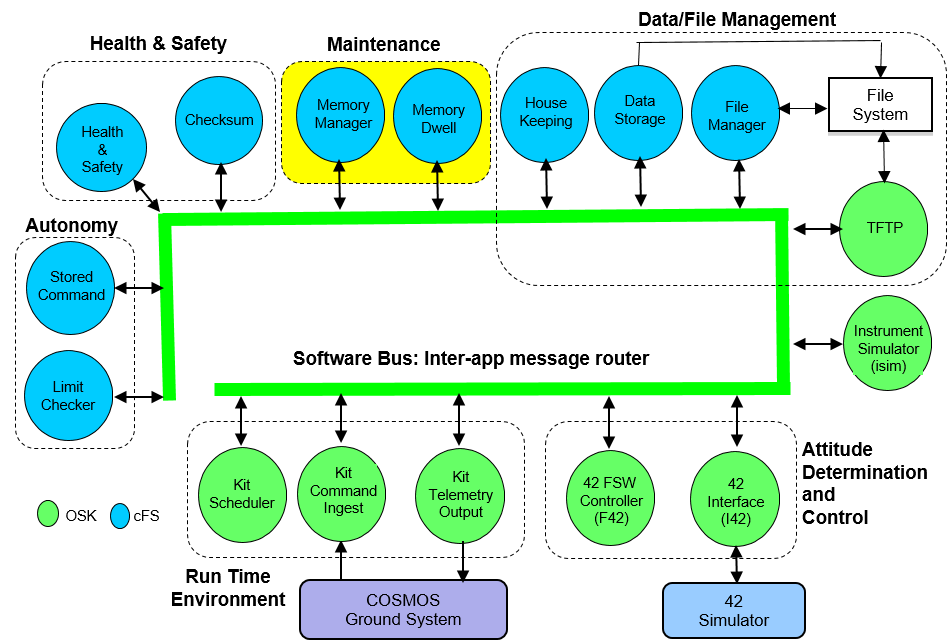 Data/File Management
Health & Safety
Maintenance
Health
&
Safety
Checksum
Memory
Manager
Memory
Dwell
House
Keeping
Data
Storage
File
Manager
File
System
TFTP
Autonomy
Stored
Command
Limit
Checker
Instrument
Simulator
(isim)
Software Bus: Inter-app message router
Kit
Scheduler
Kit
Command
Ingest
Kit
Telemetry
Output
42 FSW
Controller
(F42)
42
Interface
(I42)
Attitude
Determination
and
Control
OSK
cFS
Run Time
Environment
COSMOS
Ground System
42
Simulator